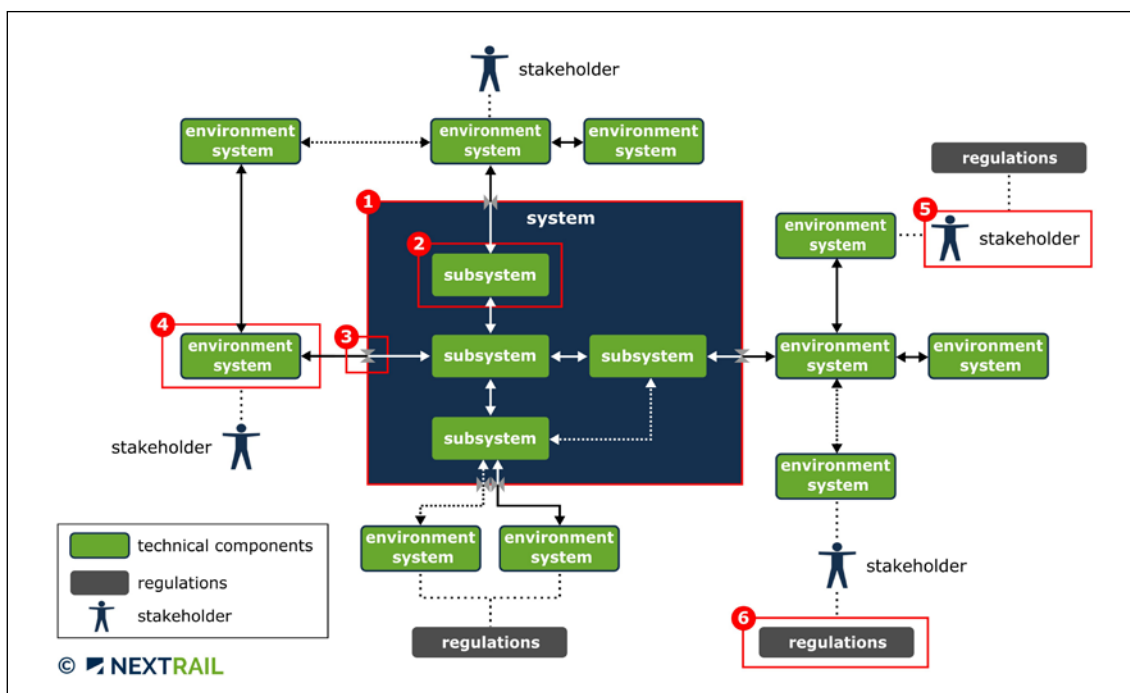 stakeholder
environment
system
environment
system
environment
system
regulations
1
system
5
environment
system
stakeholder
2
subsystem
4
3
environment
system
subsystem
subsystem
environment
system
environment
system
stakeholder
subsystem
environment
system
environment
system
environment
system
stakeholder
technical components
regulations
stakeholder
regulations
6
regulations
© NEXTRAIL